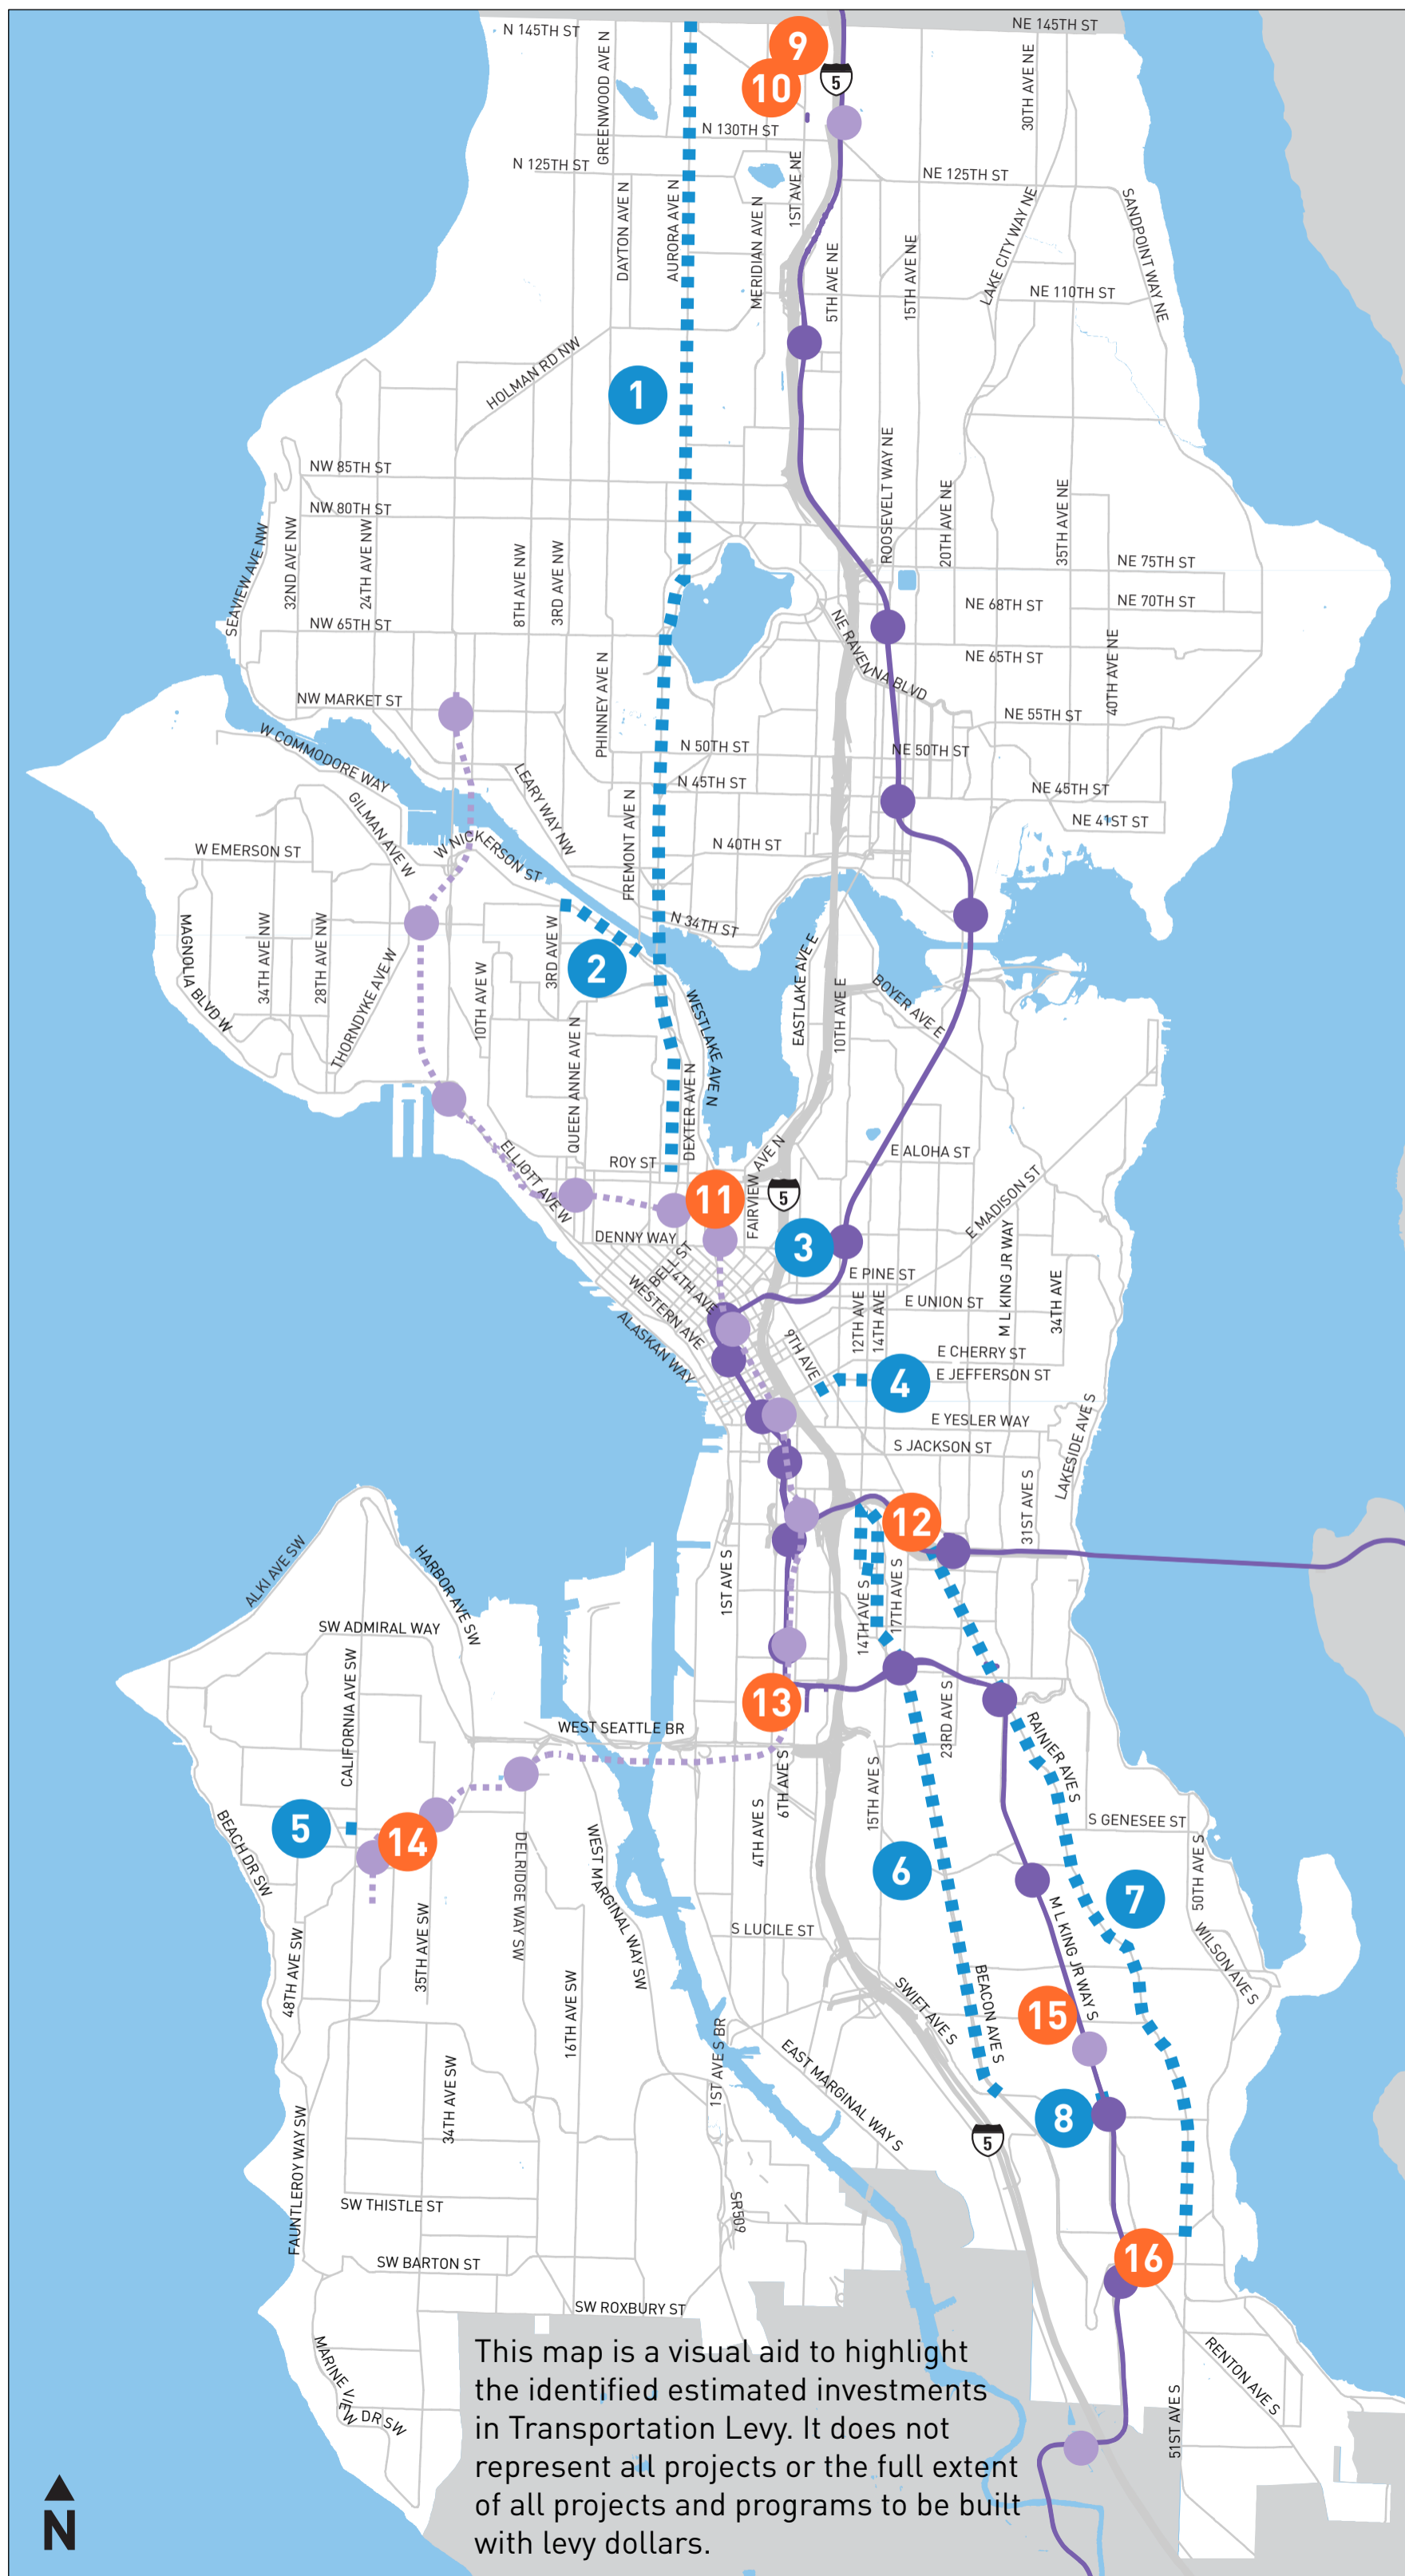 N 145TH ST
NE 145TH ST
9
10
5
GREENWOOD AVE N
30TH AVE NE
N 130TH ST
N 125TH ST
NE 125TH ST
1ST AVE NE
DAYTON AVE N
AURORA AVE N
MERIDIAN AVE N
5TH AVE NE
15TH AVE NE
LAKE CITY WAY NE
SANDPOINT WAY NE
NE 110TH ST
HOLMAN RD NW
1
NW 85TH ST
NW 80TH ST
SEAVIEW AVE NW
32ND AVE NW
24TH AVE NW
8TH AVE NW
3RD AVE NW
ROOSEVELT WAY NE
20TH AVE NE
35TH AVE NE
NE 75TH ST
NE 68TH ST
NE 70TH ST
NW 65TH ST
NE RAVENNA BLVD
NE 65TH ST
40TH AVE NE
NW MARKET ST
PHINNEY AVE N
NE 55TH ST
W COMMODORE WAY
N 50TH ST
NE 50TH ST
LEARY WAY NW
N 45TH ST
NE 45TH ST
GILMAN AVE W
FREMONT AVE N
NE 41ST ST
W EMERSON ST
W NICKERSON ST
N 40TH ST
MAGNOLIA BLVD W
34TH AVE NW
28TH AVE NW
THORNDYKE AVE W
10TH AVE W
3RD AVE W
2
N 34TH ST
EASTLAKE AVE E
10TH AVE E
BOYER AVE E
WESTLAKE AVE N
QUEEN ANNE AVE N
DEXTER AVE N
ELLIOTT AVE W
ROY ST
FAIRVIEW AVE N
E ALOHA ST
11
5
E MADISON ST
DENNY WAY
3
M L KING JR WAY
BELL ST
4TH AVE
WESTERN AVE
ALASKAN WAY
E PINE ST
12TH AVE
14TH AVE
E UNION ST
34TH AVE
9TH AVE
E CHERRY ST
4
E JEFFERSON ST
E YESLER WAY
LAKESIDE AVE S
S JACKSON ST
31ST AVE S
12
ALKI AVE SW
HARBOR AVE SW
1ST AVE S
14TH AVE S
17TH AVE S
SW ADMIRAL WAY
CALIFORNIA AVE SW
13
23RD AVE S
WEST SEATTLE BR
RAINIER AVE S
6TH AVE S
15TH AVE S
4TH AVE S
S GENESEE ST
5
14
BEACH DR SW
DELRIDGE WAY SW
WEST MARGINAL WAY SW
6
7
50TH AVE S
M L KING JR WAY S
35TH AVE SW
48TH AVE SW
S LUCILE ST
WILSON AVE S
SWIFT AVE S
BEACON AVE S
16TH AVE SW
15
1ST AVE S BR
EAST MARGINAL WAY S
34TH AVE SW
8
5
FAUNTLEROY WAY SW
SW THISTLE ST
SR509
SW BARTON ST
16
SW ROXBURY ST
MARINE VIEW DR SW
RENTON AVE S
51ST AVE S
This map is a visual aid to highlight
the identified estimated investments
in Transportation Levy. It does not
represent all projects or the full extent
of all projects and programs to be built
with levy dollars.
N